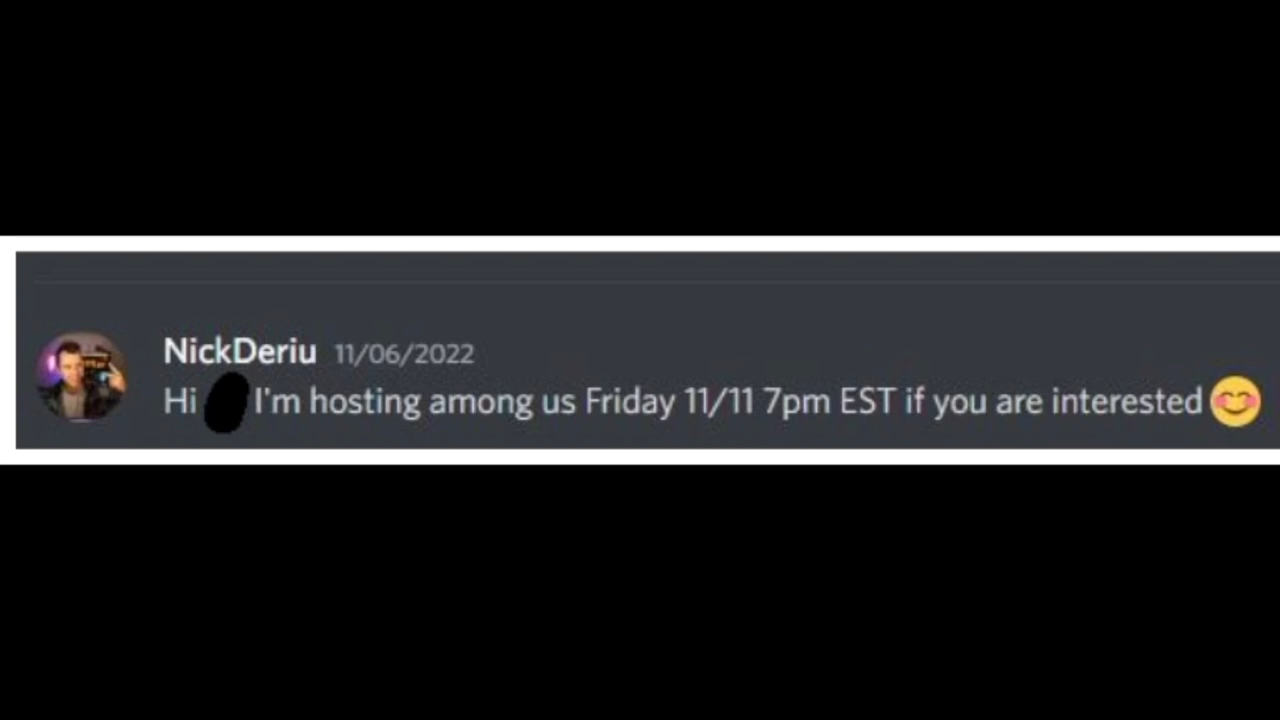 NickDeriu 11/06/2022
Hi I'm hosting among us Friday 11/11 7pm EST if you are interested 😊